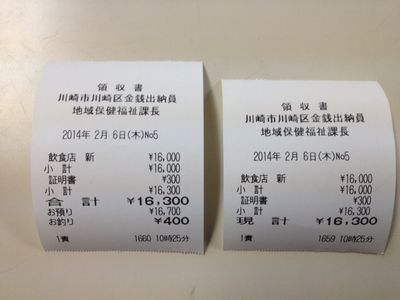 領収書
川崎市川崎区金銭出納員
地域保健福祉課長
2014年 2月 6日(木)No5
飲食店 新 ¥16,000
小計 ¥16,000
証明書 ¥300
小計 ¥16,300
合計 ¥16,300
お預り ¥16,700
お釣り ¥400
1責 1660 10時25分
領収書
川崎市川崎区金銭出納員
地域保健福祉課長
2014年 2月 6日(木)No5
飲食店 新 ¥16,000
小計 ¥16,000
証明書 ¥300
小計 ¥16,300
現計 ¥16,300
1責 1659 10時25分